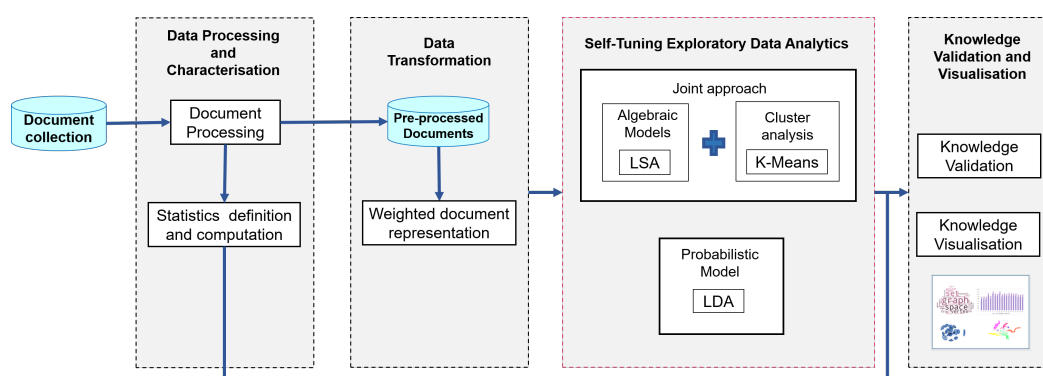 Data Processing
and
Characterisation
Data
Transformation
Self-Tuning Exploratory Data Analytics
Knowledge
Validation and
Visualisation
Document
collection
Document
Processing
Statistics definition
and computation
Pre-processed
Documents
Weighted document
representation
Joint approach
Algebraic
Models
LSA
Cluster
analysis
K-Means
Probabilistic
Model
LDA
Knowledge
Validation
Knowledge
Visualisation
graph
space